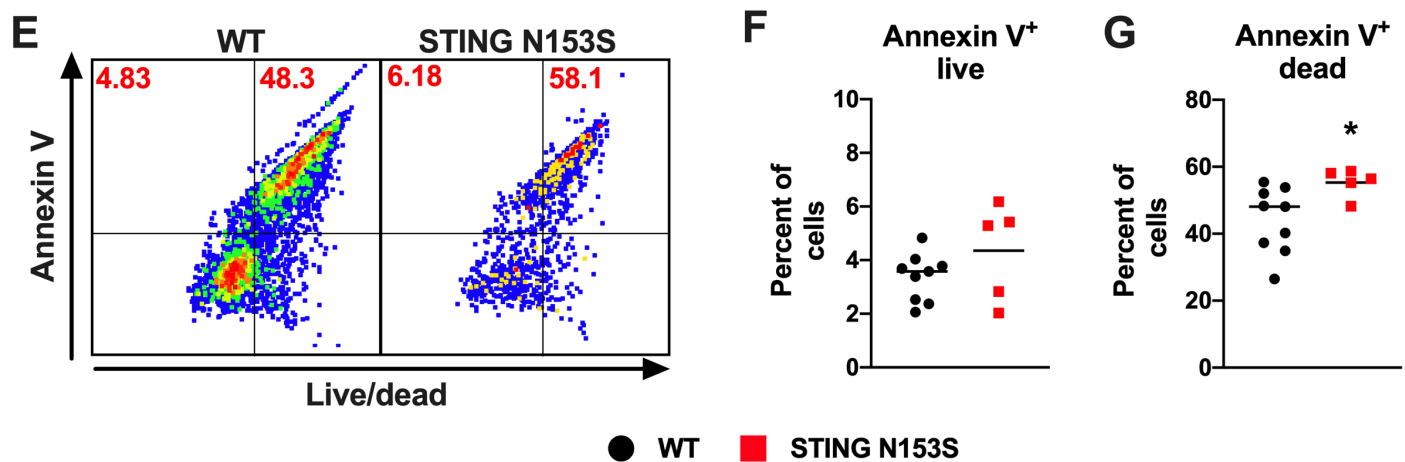 E
WT
STING N153S
4.83
48.3
6.18
58.1
Annexin V
Live/dead
F
Annexin V+
live
Percent of
cells
10
8
6
4
2
0
G
Annexin V+
dead
*
Percent of
cells
80
60
40
20
0
WT
STING N153S